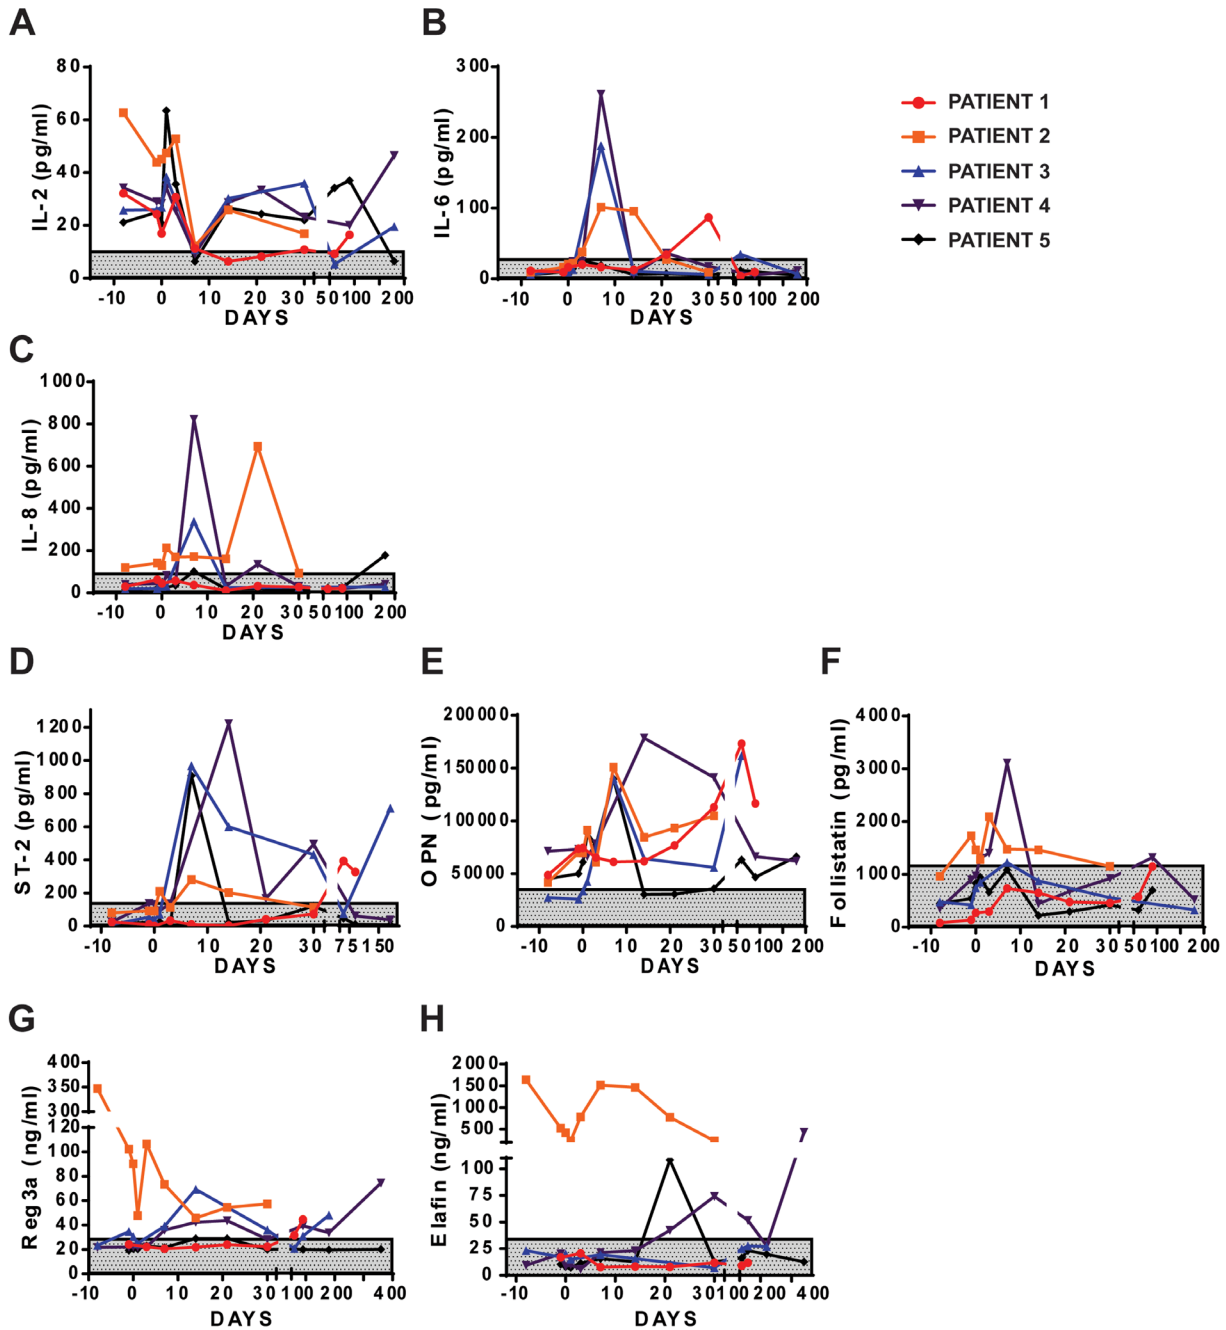 A
IL-2 (pg/ml)
80
60
40
20
0
-10 0 10 20 30 50 100 200
DAYS
B
IL-6 (pg/ml)
300
200
100
0
-10 0 10 20 30 50 100 200
DAYS
PATIENT 1
PATIENT 2
PATIENT 3
PATIENT 4
PATIENT 5
C
IL-8 (pg/ml)
1000
800
600
400
200
0
-10 0 10 20 30 50 100 200
DAYS
D
ST-2 (pg/ml)
1200
1000
800
600
400
200
0
-10 0 10 20 30 75 150
DAYS
E
OPN (pg/ml)
200000
150000
100000
50000
0
-10 0 10 20 30 50 100 200
DAYS
F
Follistatin (pg/ml)
4000
3000
2000
1000
0
-10 0 10 20 30 50 100 200
DAYS
G
Reg3a (ng/ml)
400
350
300
120
100
80
60
40
20
0
-10 0 10 20 30 100 200 400
DAYS
H
Elafin (ng/ml)
2000
1500
1000
500
100
75
50
25
0
-10 0 10 20 30 100 200 400
DAYS